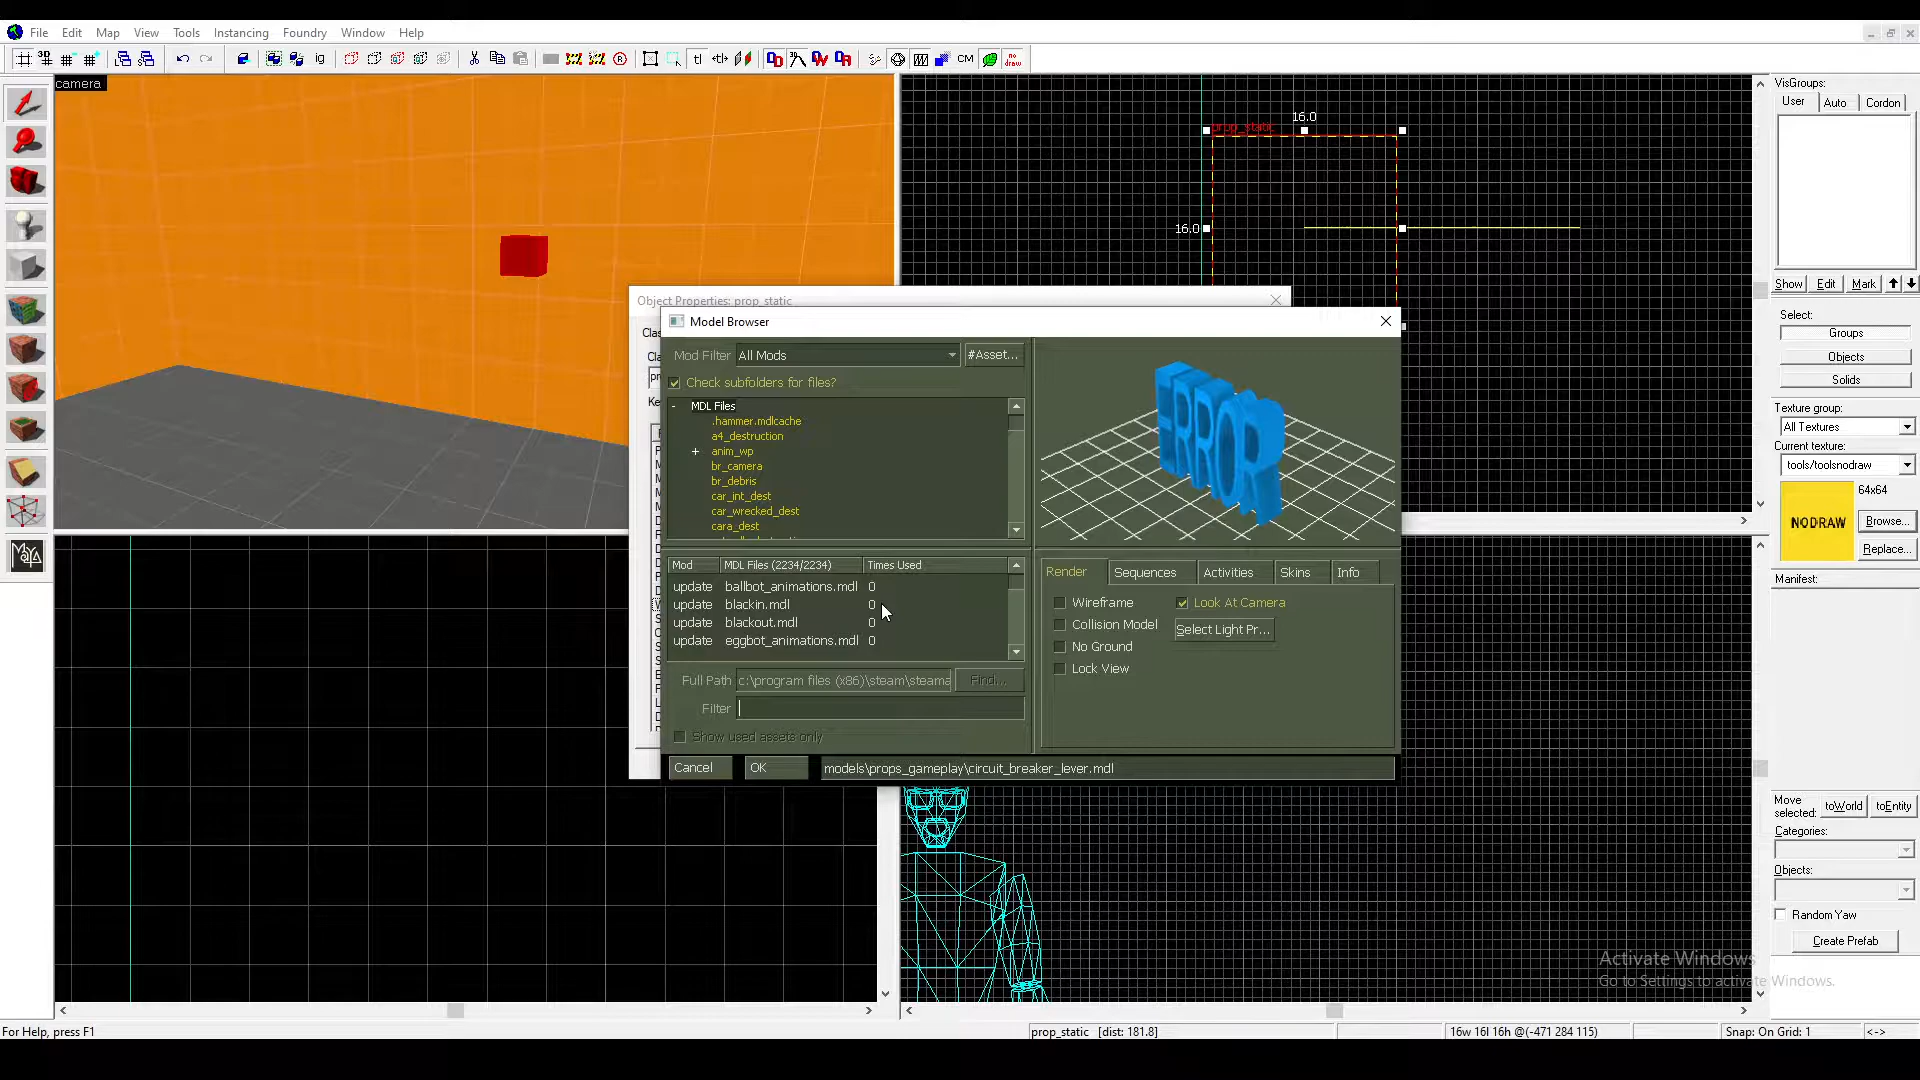 File Edit Map View Tools Instancing Foundry Window Help
camera
16.0
prop_static
16.0
Object Properties: prop_static
Model Browser
Mod Filter All Mods #Asset...
Check subfolders for files?
- MDL Files
.hammer.mdlcache
a4_destruction
+ anim_wp
br_camera
br_debris
car_int_dest
car_wrecked_dest
cara_dest
ERROR
Mod MDL Files (2234/2234) Times Used
update ballbot_animations.mdl 0
update blackin.mdl 0
update blackout.mdl 0
update eggbot_animations.mdl 0
Full Path c:\program files (x86)\steam\steama
Find...
Filter
Show used assets only
Cancel OK models\props_gameplay\circuit_breaker_lever.mdl
Render Sequences Activities Skins Info
Wireframe Look At Camera
Collision Model Select Light Pr...
No Ground
Lock View
VisGroups:
User Auto Cordon
Show Edit Mark
Select:
Groups
Objects
Solids
Texture group:
All Textures
Current texture:
tools/toolsnodraw
64x64
NODRAW
Browse...
Replace...
Manifest:
Move selected: toWorld toEntity
Categories:
Objects:
Random Yaw
Create Prefab
Activate Windows
Go to Settings to activate Windows.
For Help, press F1
prop_static [dist: 181.8]
16w 16l 16h @(-471 284 115)
Snap: On Grid: 1 <->